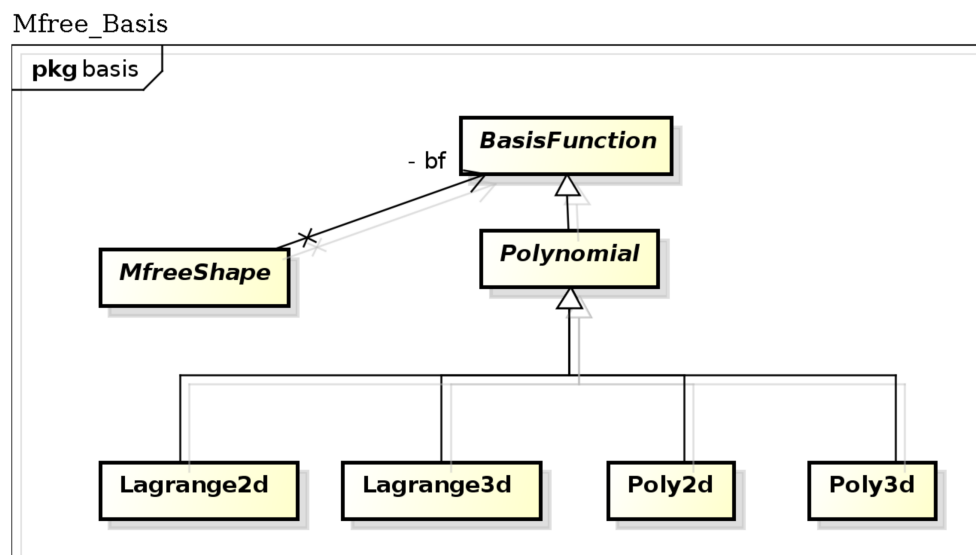 Mfree_Basis
pkg basis
BasisFunction
- bf
Polynomial
MfreeShape
Lagrange2d
Lagrange3d
Poly2d
Poly3d